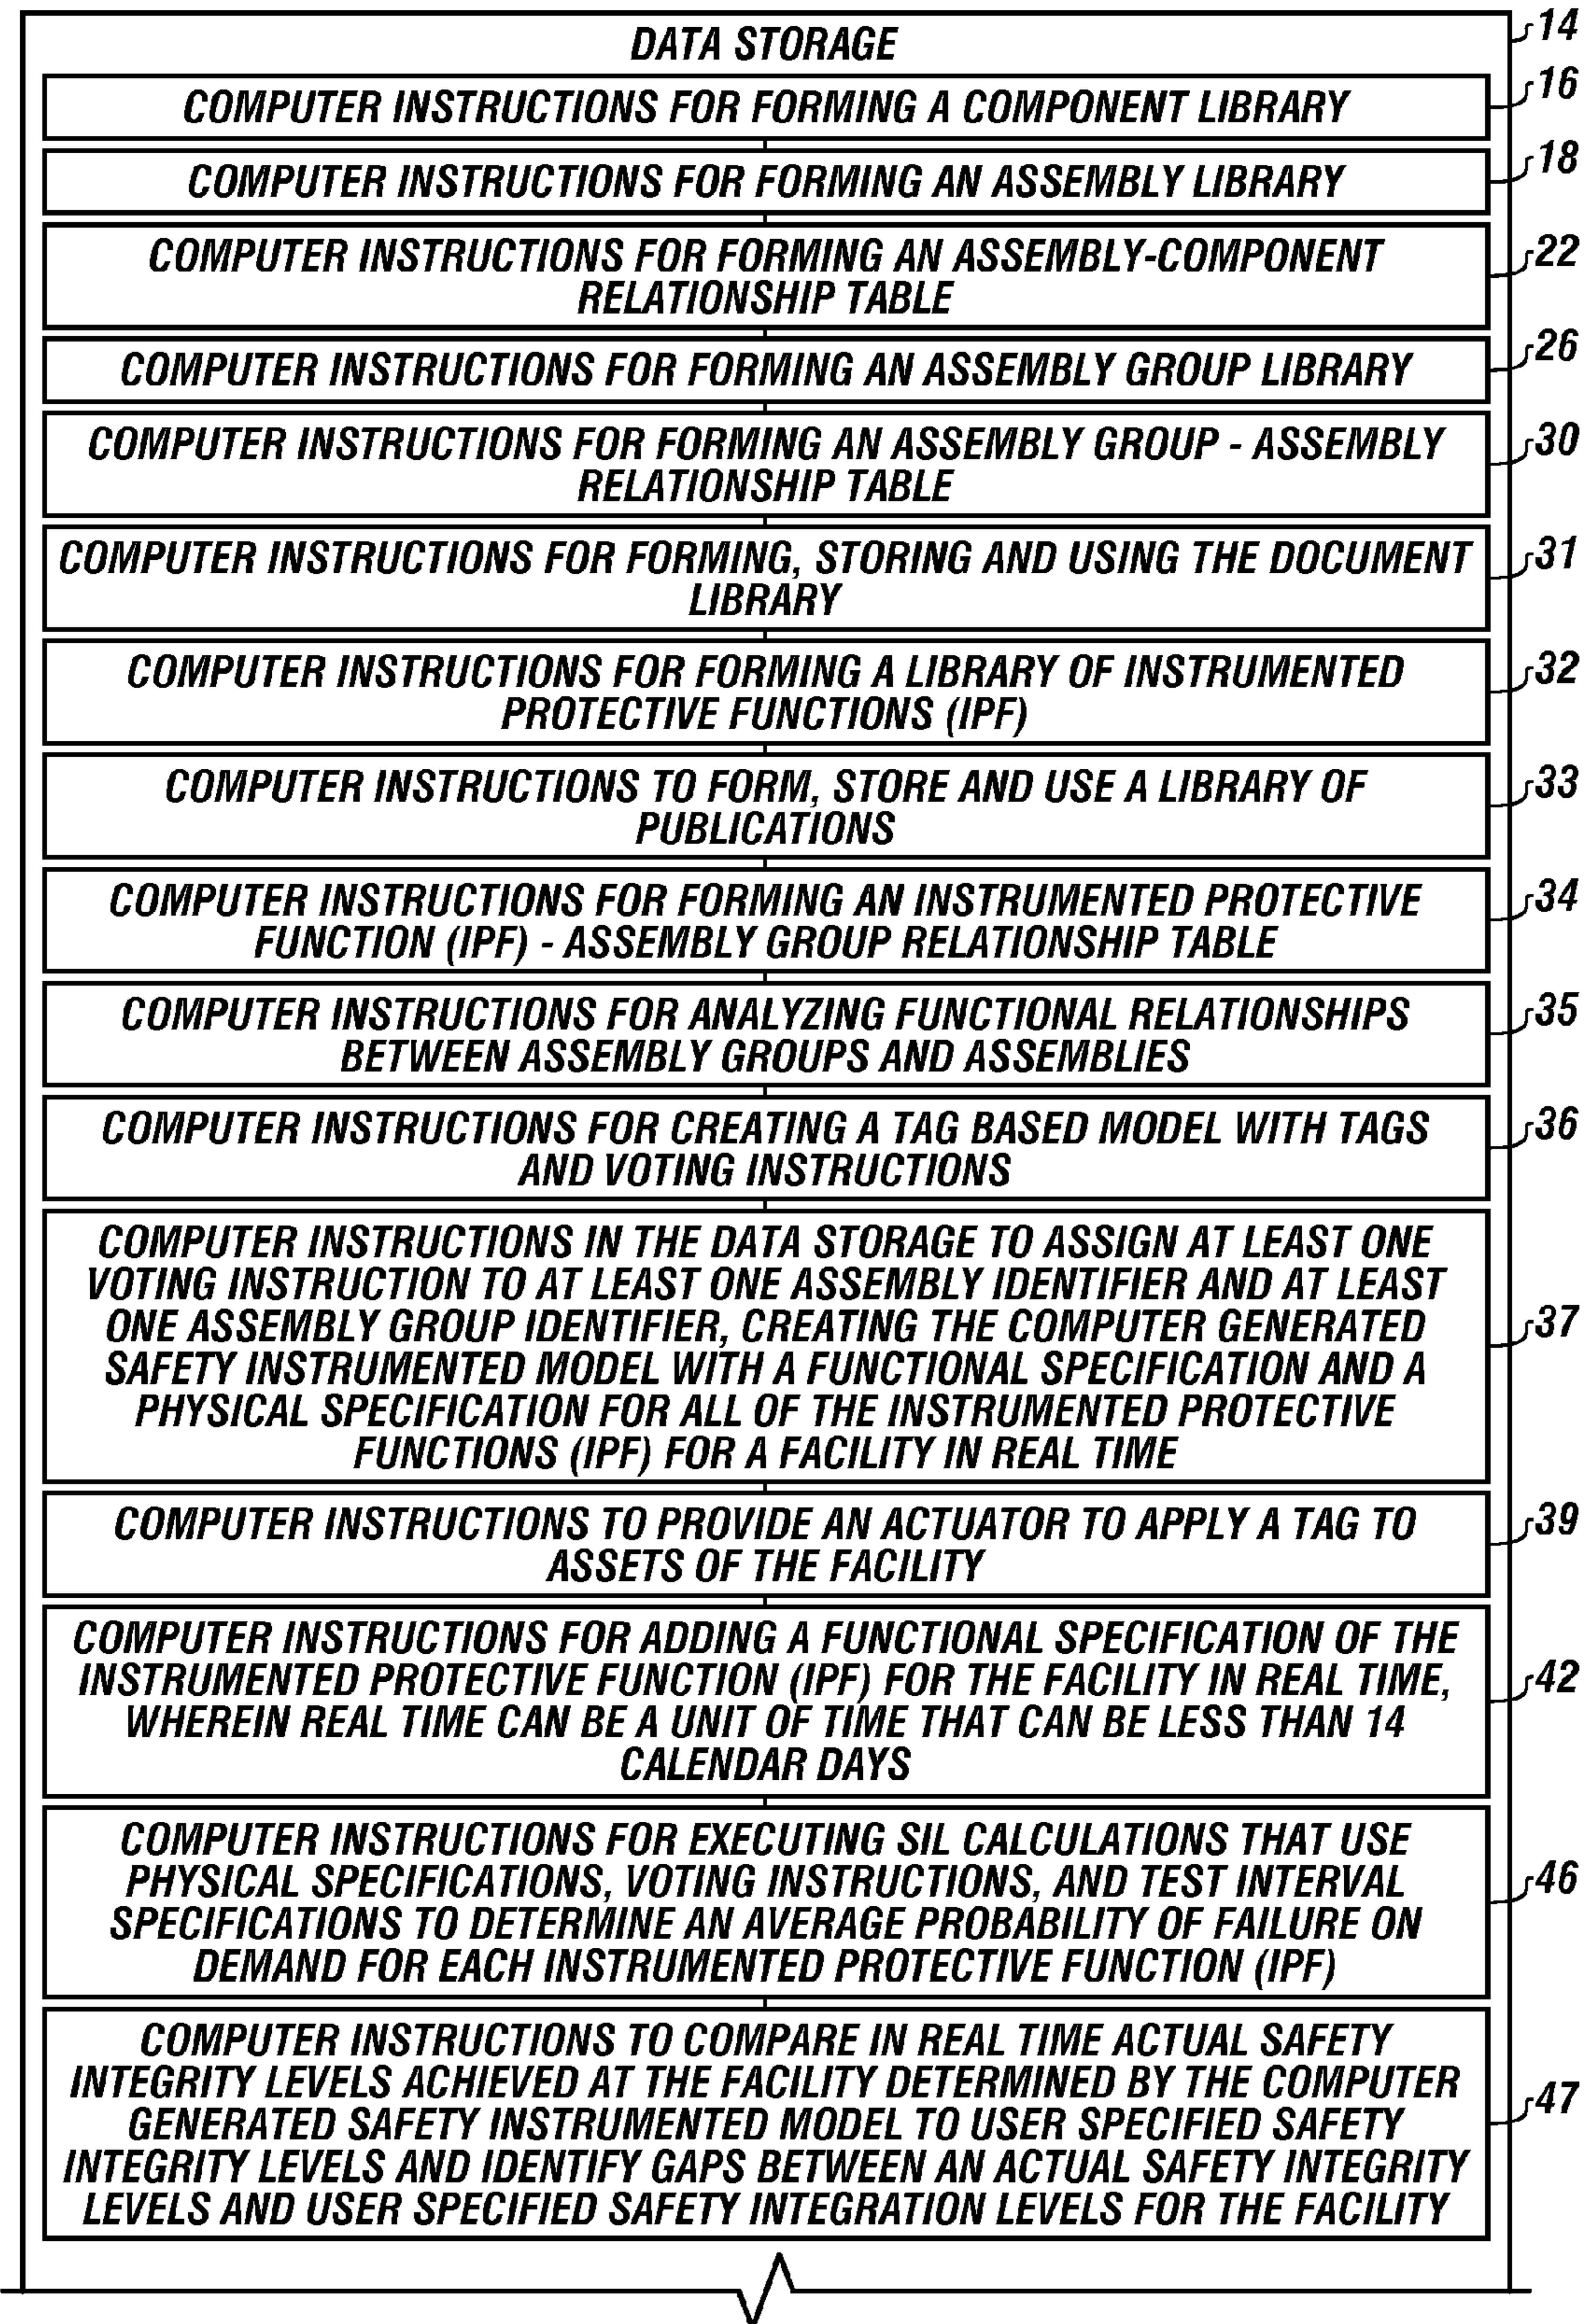 DATA STORAGE
14
COMPUTER INSTRUCTIONS FOR FORMING A COMPONENT LIBRARY
16
COMPUTER INSTRUCTIONS FOR FORMING AN ASSEMBLY LIBRARY
18
COMPUTER INSTRUCTIONS FOR FORMING AN ASSEMBLY-COMPONENT
RELATIONSHIP TABLE
22
COMPUTER INSTRUCTIONS FOR FORMING AN ASSEMBLY GROUP LIBRARY
26
COMPUTER INSTRUCTIONS FOR FORMING AN ASSEMBLY GROUP - ASSEMBLY
RELATIONSHIP TABLE
30
COMPUTER INSTRUCTIONS FOR FORMING, STORING AND USING THE DOCUMENT
LIBRARY
31
COMPUTER INSTRUCTIONS FOR FORMING A LIBRARY OF INSTRUMENTED
PROTECTIVE FUNCTIONS (IPF)
32
COMPUTER INSTRUCTIONS TO FORM, STORE AND USE A LIBRARY OF
PUBLICATIONS
33
COMPUTER INSTRUCTIONS FOR FORMING AN INSTRUMENTED PROTECTIVE
FUNCTION (IPF) - ASSEMBLY GROUP RELATIONSHIP TABLE
34
COMPUTER INSTRUCTIONS FOR ANALYZING FUNCTIONAL RELATIONSHIPS
BETWEEN ASSEMBLY GROUPS AND ASSEMBLIES
35
COMPUTER INSTRUCTIONS FOR CREATING A TAG BASED MODEL WITH TAGS
AND VOTING INSTRUCTIONS
36
COMPUTER INSTRUCTIONS IN THE DATA STORAGE TO ASSIGN AT LEAST ONE
VOTING INSTRUCTION TO AT LEAST ONE ASSEMBLY IDENTIFIER AND AT LEAST
ONE ASSEMBLY GROUP IDENTIFIER, CREATING THE COMPUTER GENERATED
SAFETY INSTRUMENTED MODEL WITH A FUNCTIONAL SPECIFICATION AND A
PHYSICAL SPECIFICATION FOR ALL OF THE INSTRUMENTED PROTECTIVE
FUNCTIONS (IPF) FOR A FACILITY IN REAL TIME
37
COMPUTER INSTRUCTIONS TO PROVIDE AN ACTUATOR TO APPLY A TAG TO
ASSETS OF THE FACILITY
39
COMPUTER INSTRUCTIONS FOR ADDING A FUNCTIONAL SPECIFICATION OF THE
INSTRUMENTED PROTECTIVE FUNCTION (IPF) FOR THE FACILITY IN REAL TIME,
WHEREIN REAL TIME CAN BE A UNIT OF TIME THAT CAN BE LESS THAN 14
CALENDAR DAYS
42
COMPUTER INSTRUCTIONS FOR EXECUTING SIL CALCULATIONS THAT USE
PHYSICAL SPECIFICATIONS, VOTING INSTRUCTIONS, AND TEST INTERVAL
SPECIFICATIONS TO DETERMINE AN AVERAGE PROBABILITY OF FAILURE ON
DEMAND FOR EACH INSTRUMENTED PROTECTIVE FUNCTION (IPF)
46
COMPUTER INSTRUCTIONS TO COMPARE IN REAL TIME ACTUAL SAFETY
INTEGRITY LEVELS ACHIEVED AT THE FACILITY DETERMINED BY THE COMPUTER
GENERATED SAFETY INSTRUMENTED MODEL TO USER SPECIFIED SAFETY
INTEGRITY LEVELS AND IDENTIFY GAPS BETWEEN AN ACTUAL SAFETY INTEGRITY
LEVELS AND USER SPECIFIED SAFETY INTEGRATION LEVELS FOR THE FACILITY
47